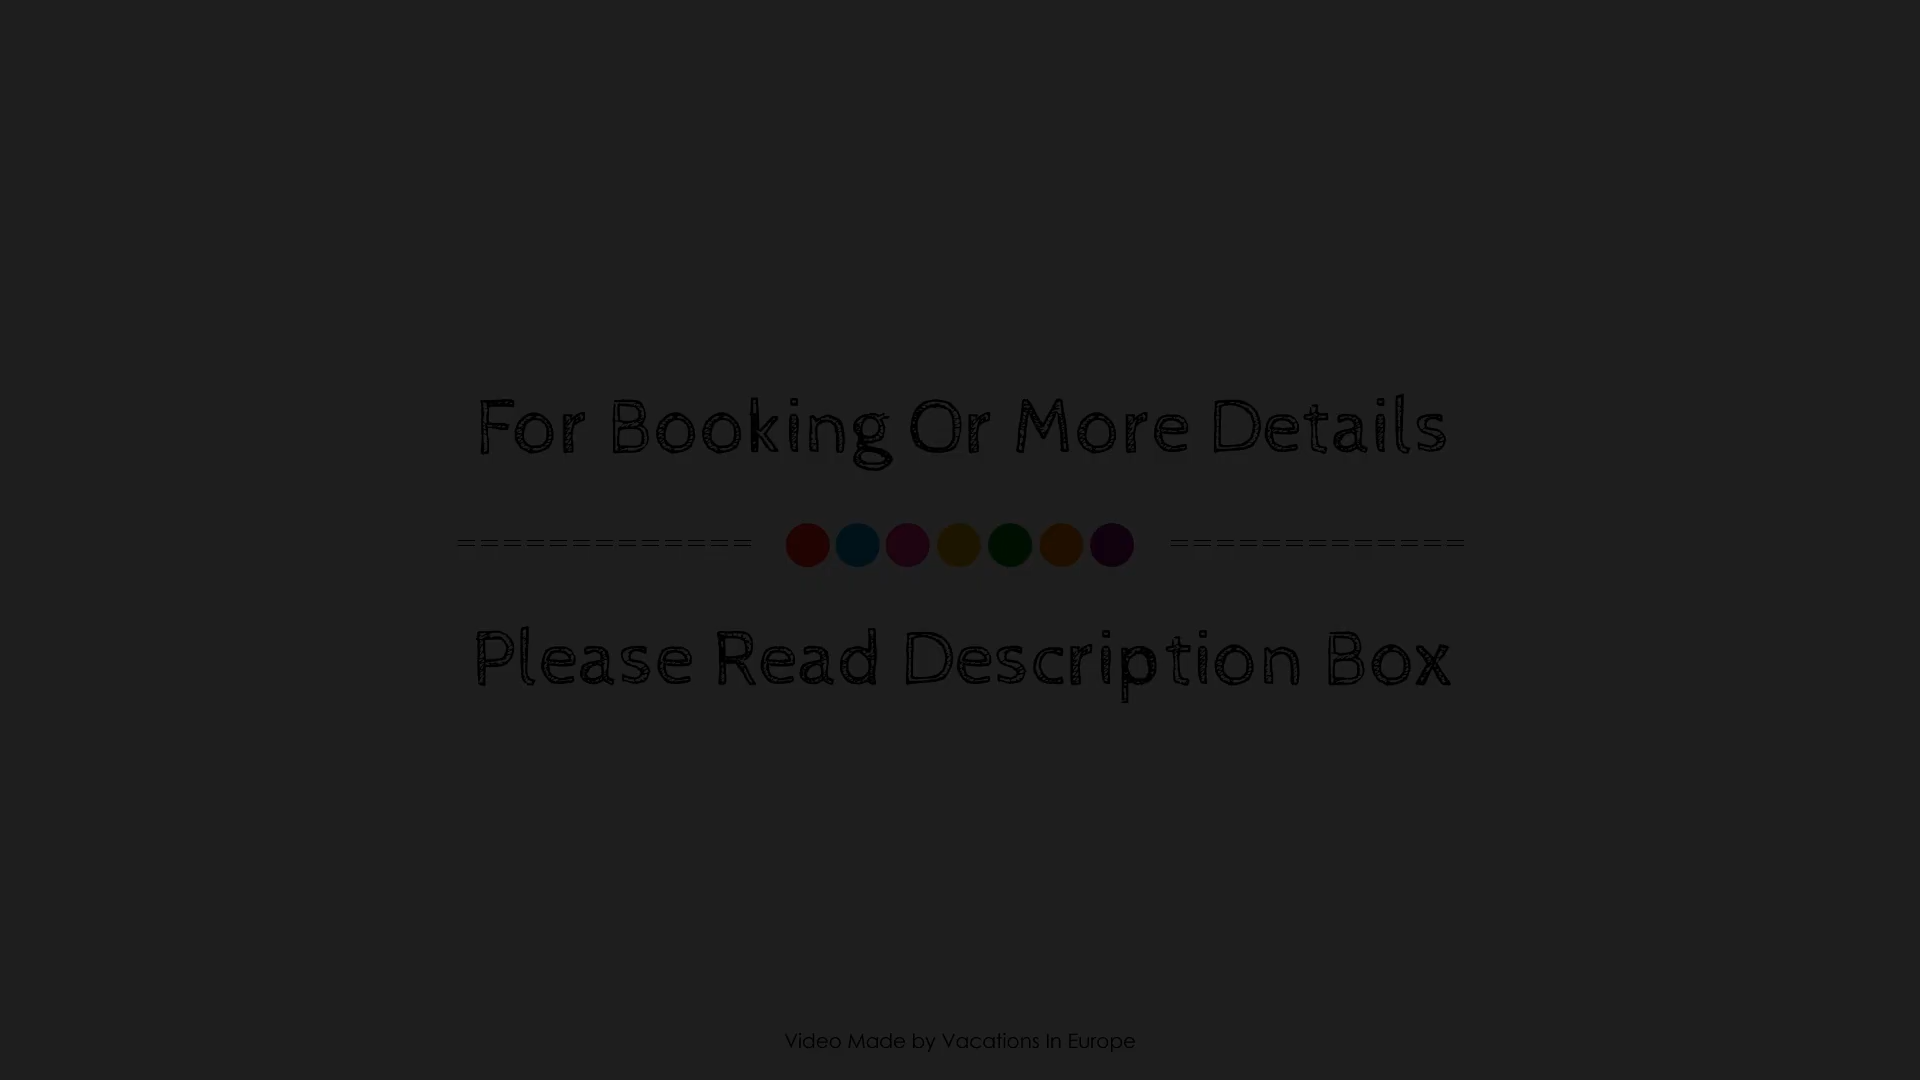 For Booking Or More Details
============= =============
Please Read Description Box
Video Made by Vacations In Europe